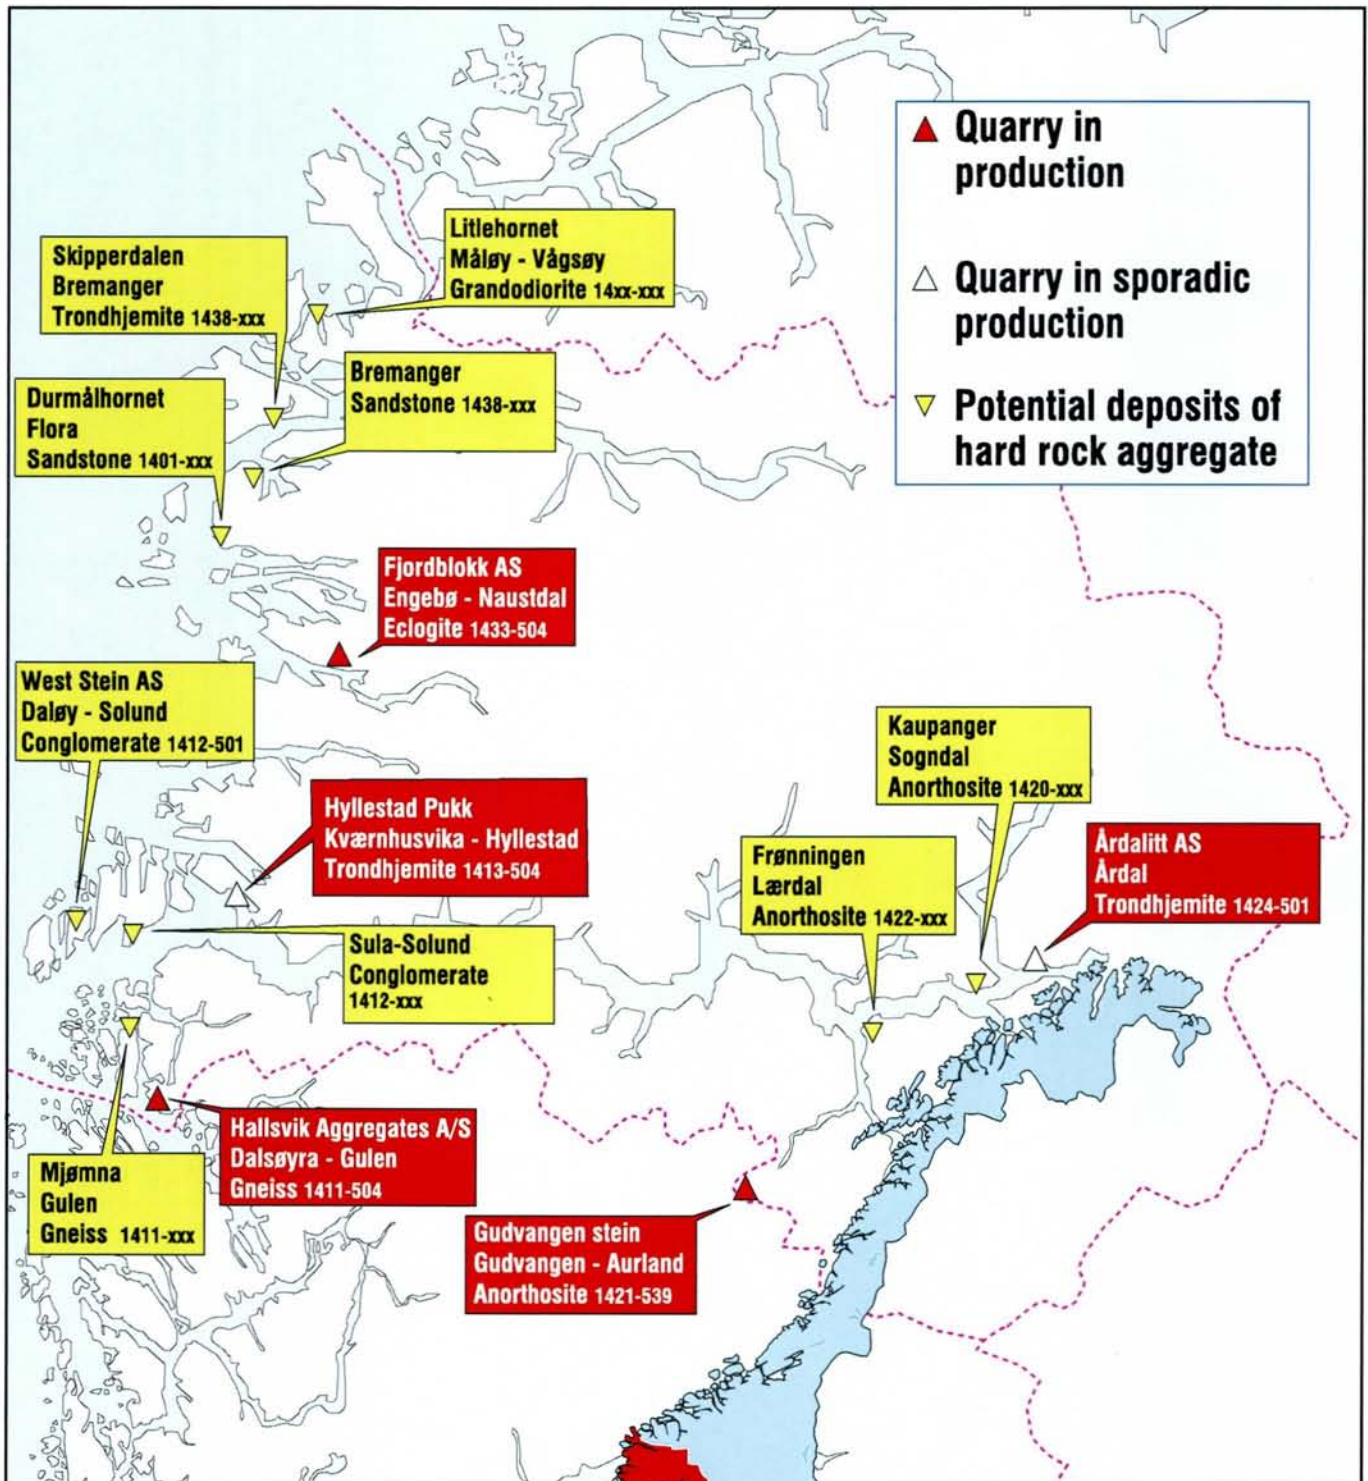 Quarry in
production
Quarry in sporadic
production
Potential deposits of
hard rock aggregate
Litlehornet
Måløy - Vågsøy
Grandodiorite 14xx-xxx
Skipperdalen
Bremanger
Trondhjemite 1438-xxx
Bremanger
Sandstone 1438-xxx
Durmålhornet
Flora
Sandstone 1401-xxx
Fjordblokk AS
Engebø - Naustdal
Eclogite 1433-504
West Stein AS
Daløy - Solund
Conglomerate 1412-501
Kaupanger
Sogndal
Anorthosite 1420-xxx
Hyllestad Pukk
Kværnhusvika - Hyllestad
Trondhjemite 1413-504
Årdalitt AS
Årdal
Trondhjemite 1424-501
Frønningen
Lærdal
Anorthosite 1422-xxx
Sula-Solund
Conglomerate
1412-xxx
Hallsvik Aggregates A/S
Dalsøyra - Gulen
Gneiss 1411-504
Mjømna
Gulen
Gneiss 1411-xxx
Gudvangen stein
Gudvangen - Aurland
Anorthosite 1421-539